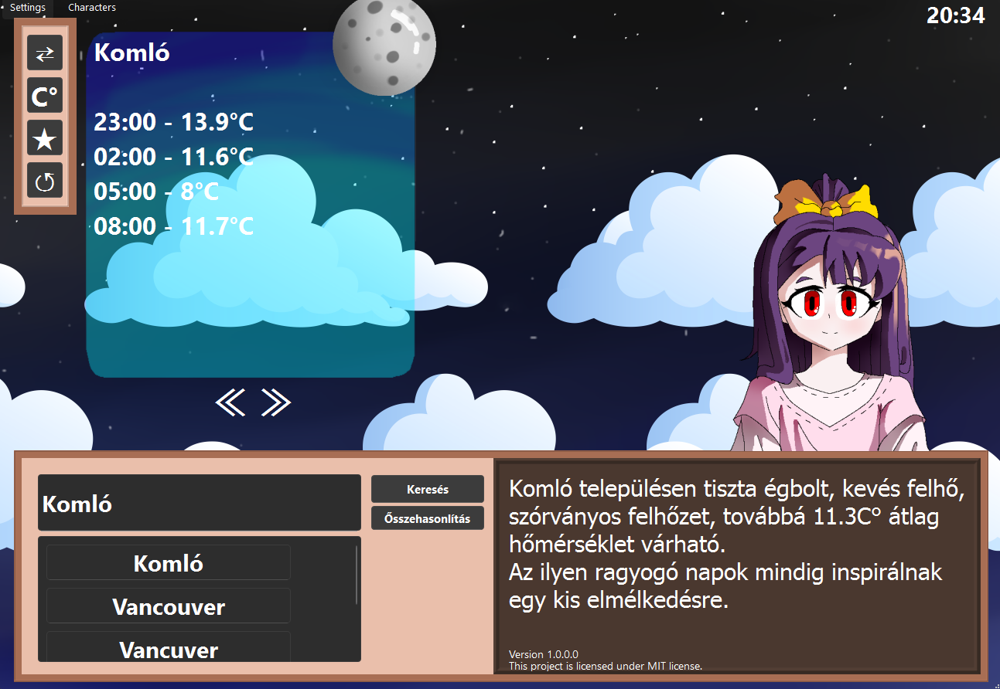 Settings Characters
20:34
C°
Komló
23:00 - 13.9°C
02:00 - 11.6°C
05:00 - 8°C
08:00 - 11.7°C
Komló
Keresés
Összehasonlítás
Komló
Vancouver
Vancuver
Komló településen tiszta égbolt, kevés felhő,
szórványos felhőzet, továbbá 11.3C° átlag
hőmérséklet várható.
Az ilyen ragyogó napok mindig inspirálnak
egy kis elmélkedésre.
Version 1.0.0.0
This project is licensed under MIT license.